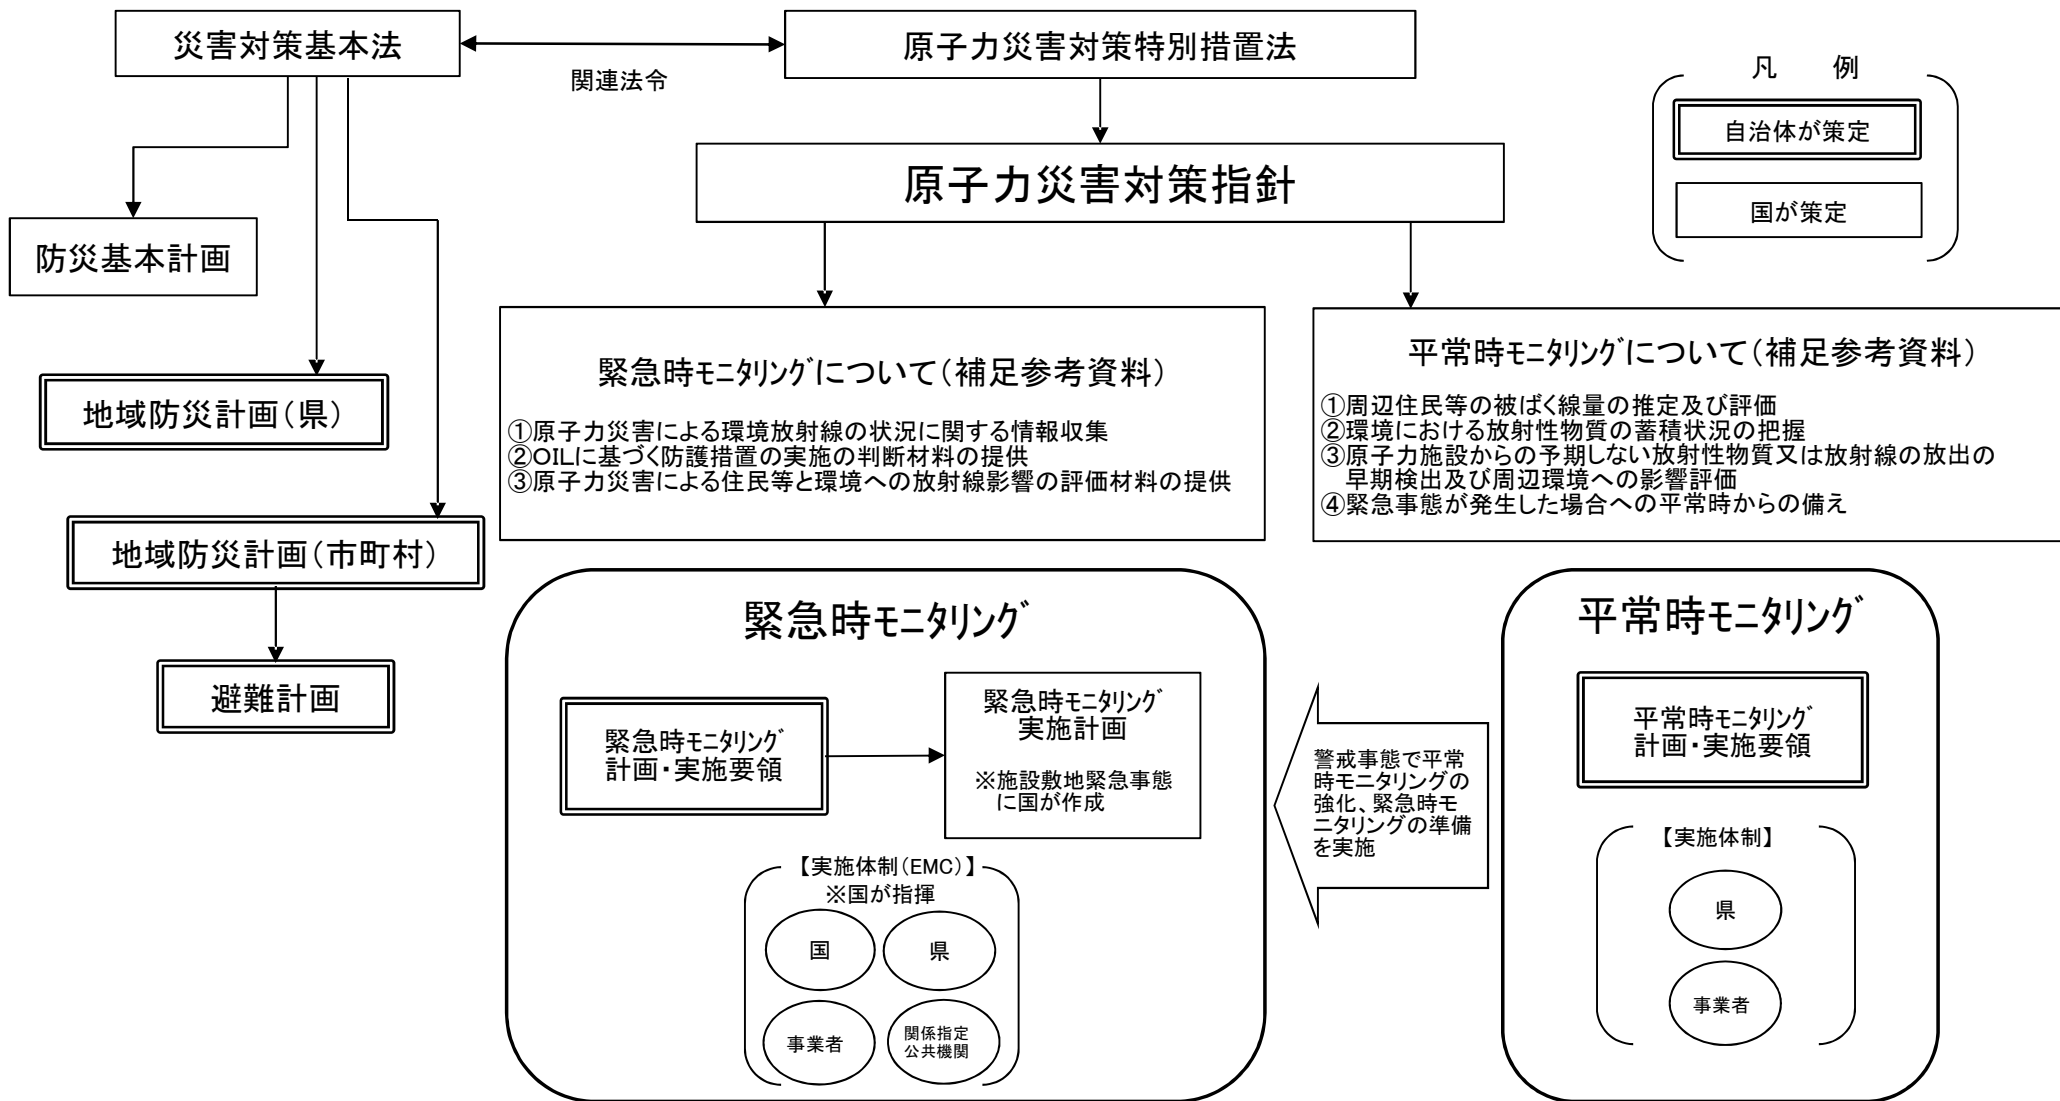 災害対策基本法
関連法令
原子力災害対策特別措置法
凡　例
自治体が策定
国が策定
原子力災害対策指針
防災基本計画
地域防災計画（県）
地域防災計画（市町村）
避難計画
緊急時ﾓﾆﾀﾘﾝｸﾞについて（補足参考資料）
①原子力災害による環境放射線の状況に関する情報収集
②OILに基づく防護措置の実施の判断材料の提供
③原子力災害による住民等と環境への放射線影響の評価材料の提供
平常時ﾓﾆﾀﾘﾝｸﾞについて（補足参考資料）
①周辺住民等の被ばく線量の推定及び評価
②環境における放射性物質の蓄積状況の把握
③原子力施設からの予期しない放射性物質又は放射線の放出の
早期検出及び周辺環境への影響評価
④緊急事態が発生した場合への平常時からの備え
緊急時ﾓﾆﾀﾘﾝｸﾞ
緊急時ﾓﾆﾀﾘﾝｸﾞ
計画・実施要領
緊急時ﾓﾆﾀﾘﾝｸﾞ
実施計画
※施設敷地緊急事態
に国が作成
【実施体制（EMC）】
※国が指揮
国
県
事業者
関係指定
公共機関
警戒事態で平常
時モニタリングの
強化、緊急時モ
ニタリングの準備
を実施
平常時ﾓﾆﾀﾘﾝｸﾞ
平常時ﾓﾆﾀﾘﾝｸﾞ
計画・実施要領
【実施体制】
県
事業者